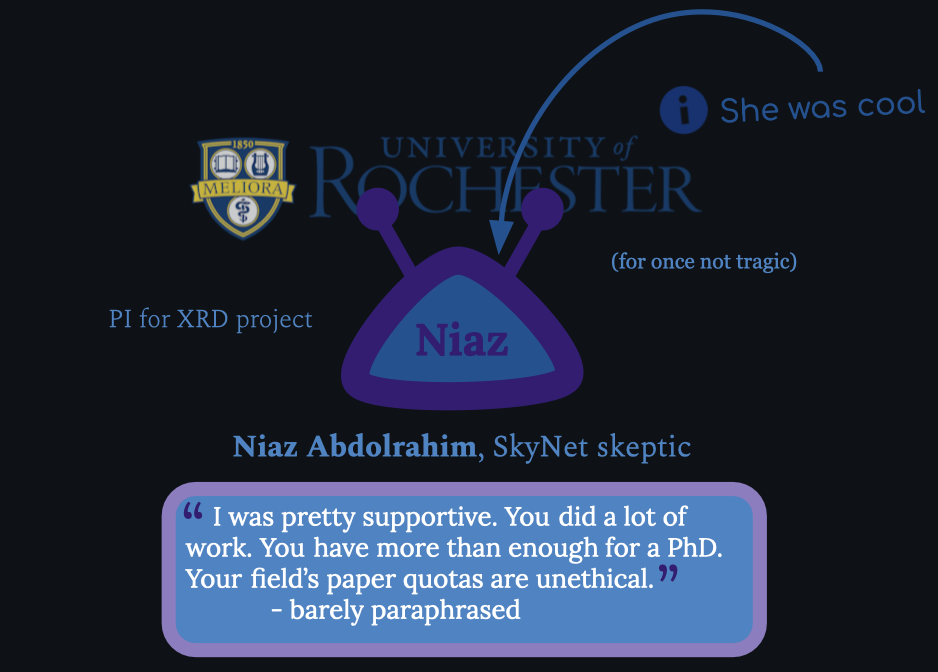 She was cool
1850
MELIORA
UNIVERSITY of
ROCHESTER
(for once not tragic)
PI for XRD project
Niaz
Niaz Abdolrahim, SkyNet skeptic
“ I was pretty supportive. You did a lot of
work. You have more than enough for a PhD.
Your field’s paper quotas are unethical. ”
- barely paraphrased